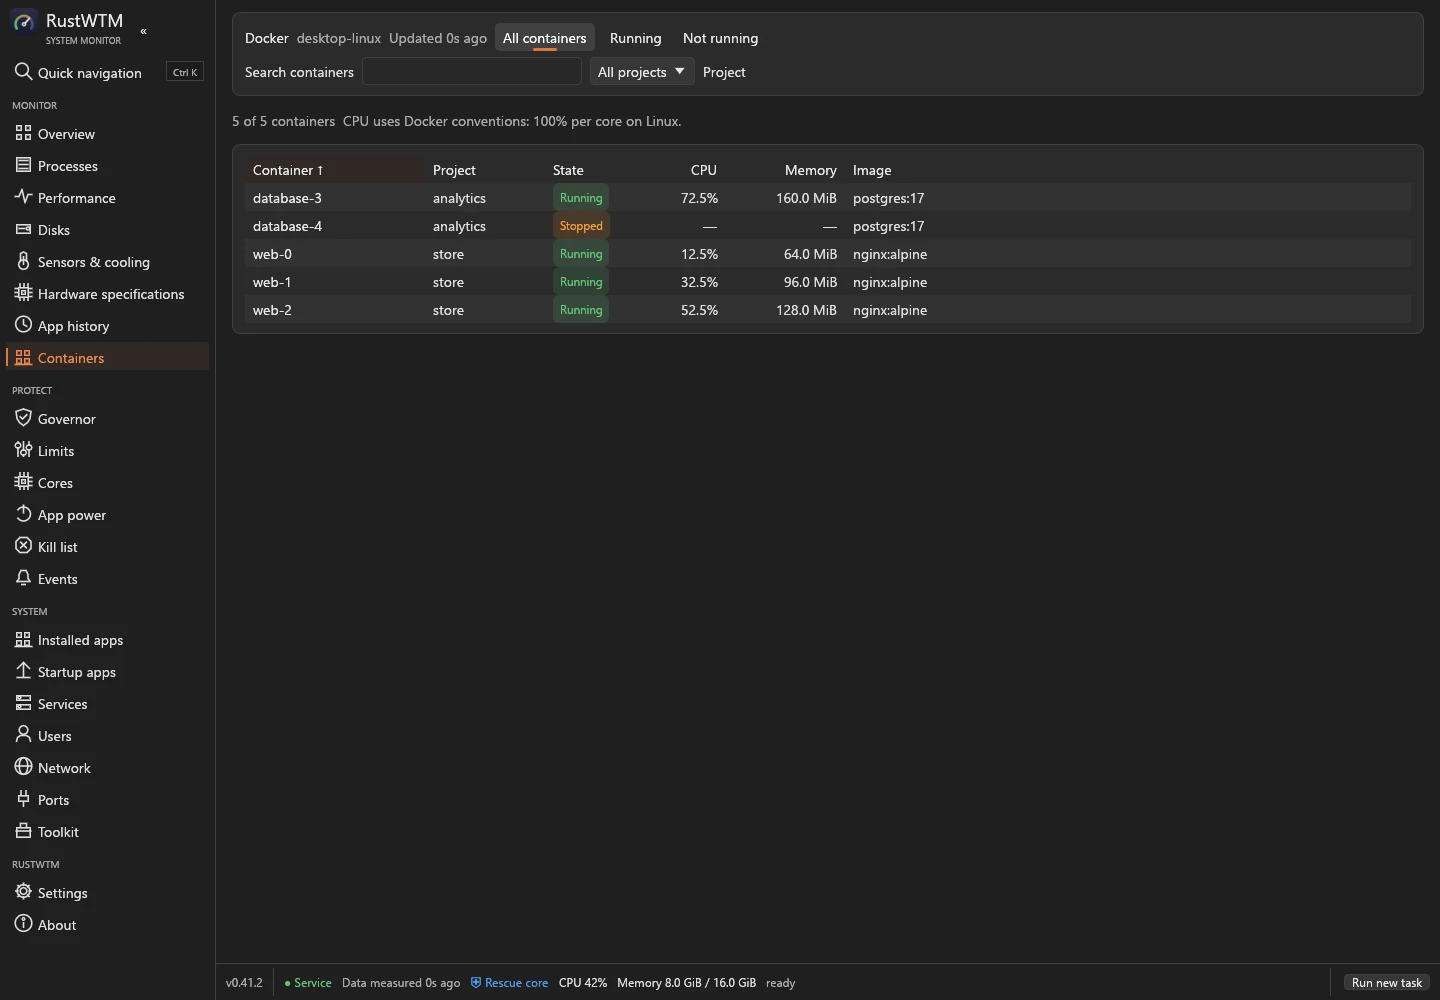 RustWTM
SYSTEM MONITOR
«
Quick navigation Ctrl K
MONITOR
Overview
Processes
Performance
Disks
Sensors & cooling
Hardware specifications
App history
Containers
PROTECT
Governor
Limits
Cores
App power
Kill list
Events
SYSTEM
Installed apps
Startup apps
Services
Users
Network
Ports
Toolkit
RUSTWTM
Settings
About
Docker desktop-linux Updated 0s ago All containers Running Not running
Search containers All projects ▼ Project
5 of 5 containers CPU uses Docker conventions: 100% per core on Linux.
Container ↑ Project State CPU Memory Image
database-3 analytics Running 72.5% 160.0 MiB postgres:17
database-4 analytics Stopped — — postgres:17
web-0 store Running 12.5% 64.0 MiB nginx:alpine
web-1 store Running 32.5% 96.0 MiB nginx:alpine
web-2 store Running 52.5% 128.0 MiB nginx:alpine
v0.41.2 ● Service Data measured 0s ago Rescue core CPU 42% Memory 8.0 GiB / 16.0 GiB ready Run new task